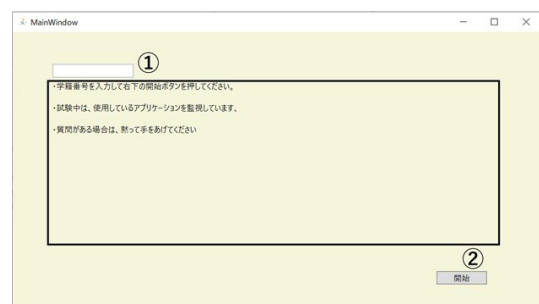 MainWindow
①
・学籍番号を入力して右下の開始ボタンを押してください。
・試験中は、使用しているアプリケーションを監視しています。
・質問がある場合は、黙って手をあげてください
②
開始